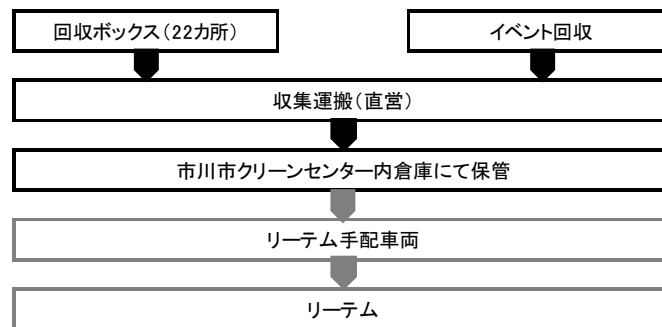 回収ボックス(22カ所)
イベント回収
収集運搬(直営)
市川市クリーンセンター内倉庫にて保管
リーテム手配車両
リーテム